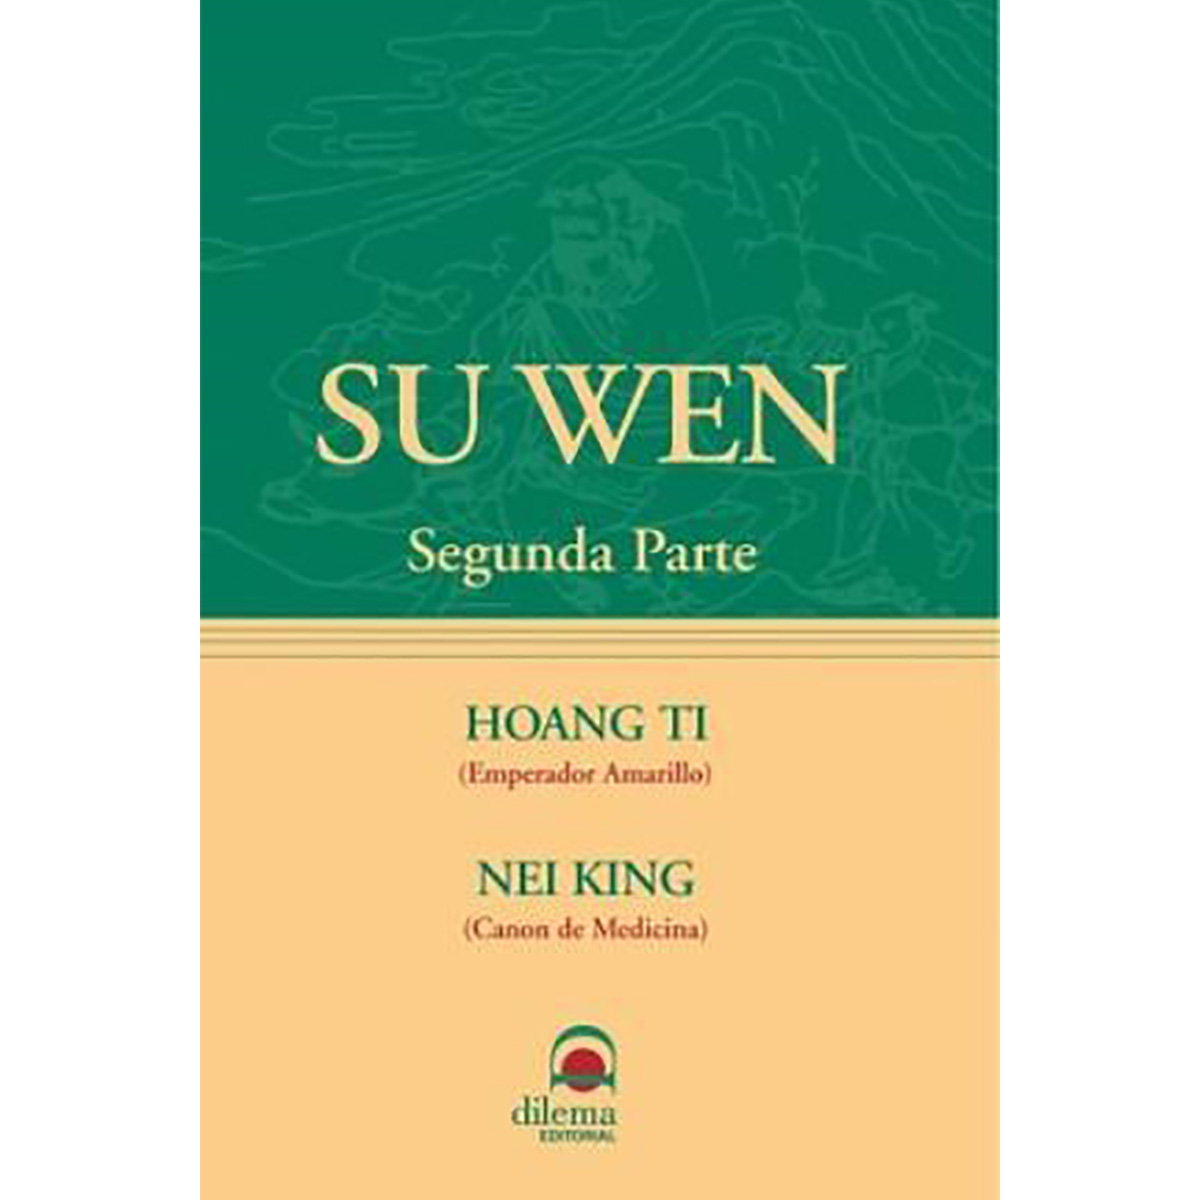 SU WEN
Segunda Parte
HOANG TI
(Emperador Amarillo)
NEI KING
(Canon de Medicina)
dilema
EDITORIAL